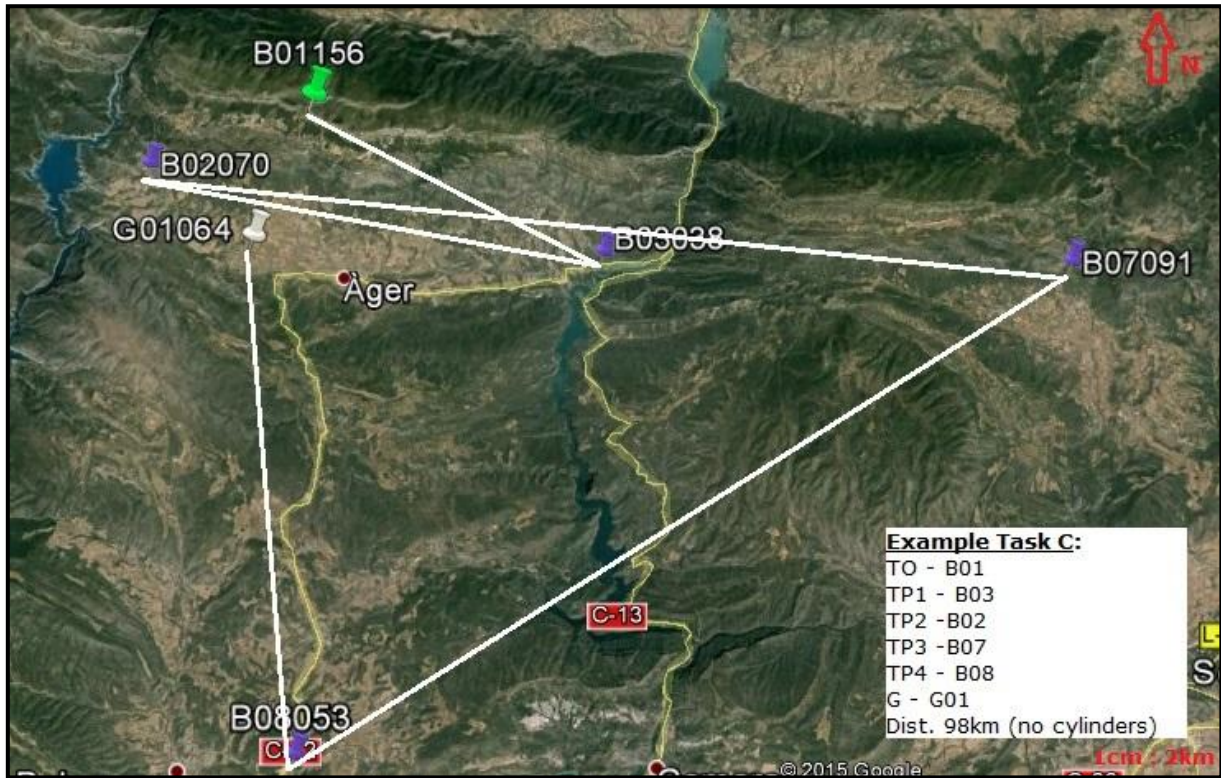 B01156
N
B02070
G01064
B03038
B07091
Àger
C-13
Example Task C:
TO - B01
TP1 - B03
TP2 - B02
TP3 -B07
TP4 - B08
G - G01
Dist. 98km (no cylinders)
L-
S
B08053
© 2015 Google
1cm : 2km